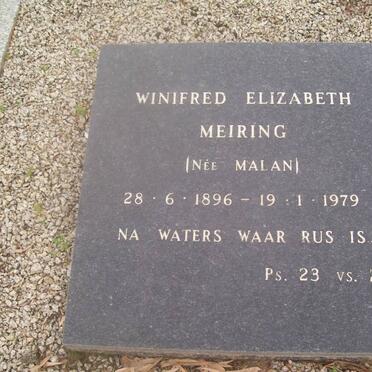 WINIFRED ELIZABETH
MEIRING
(NÉE MALAN)
28 · 6 · 1896 – 19 · 1 · 1979
NA WATERS WAAR RUS IS.
Ps. 23 vs.